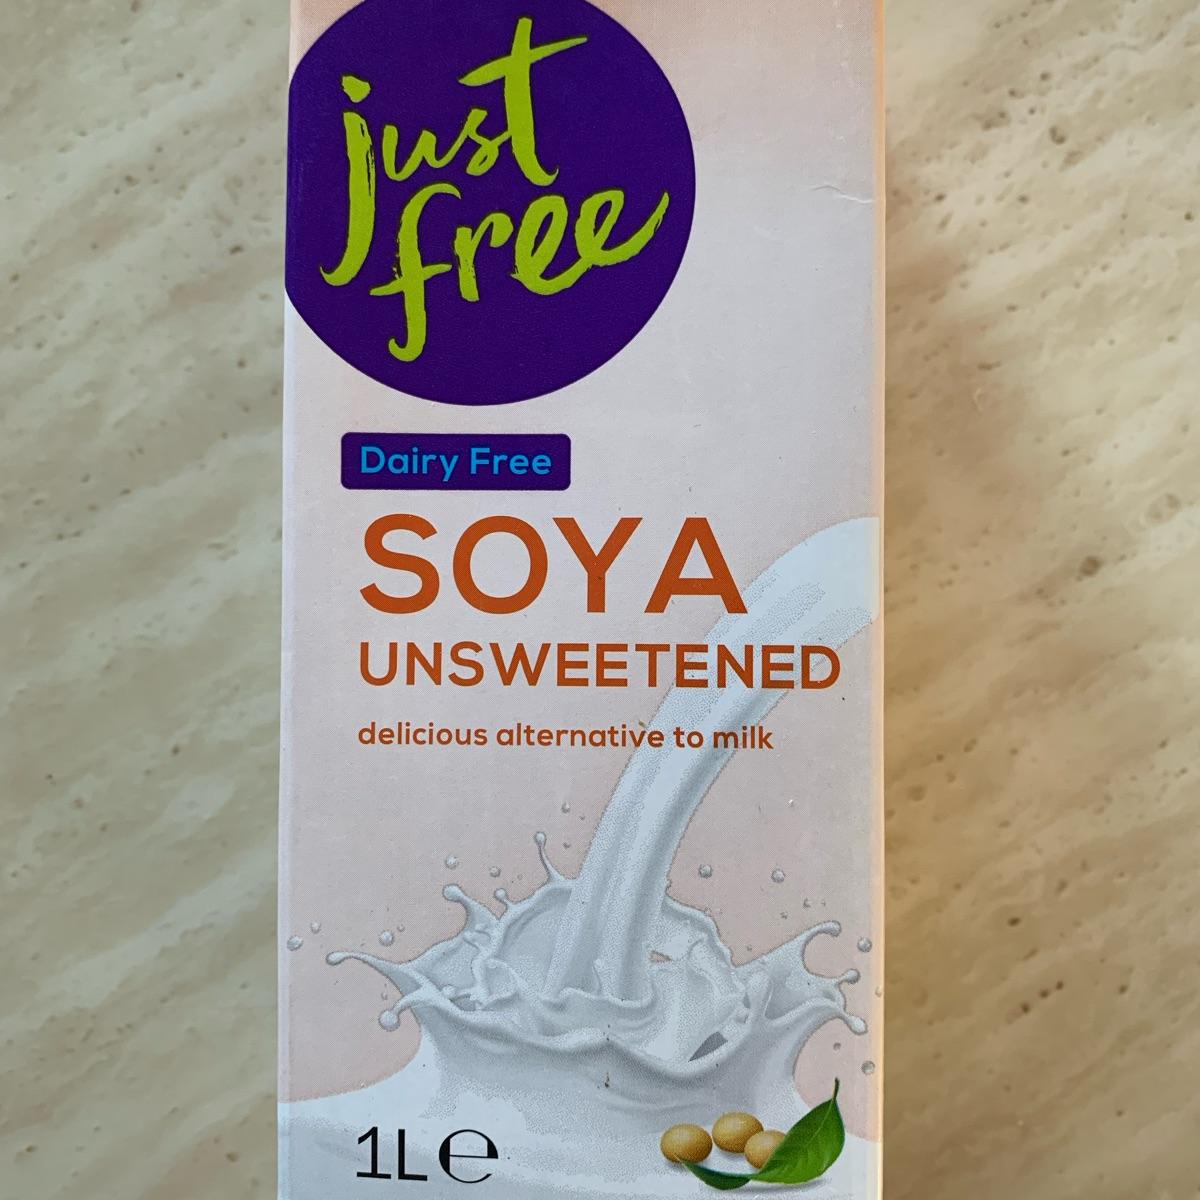 just
free
Dairy Free
SOYA
UNSWEETENED
delicious alternative to milk
1L ℮